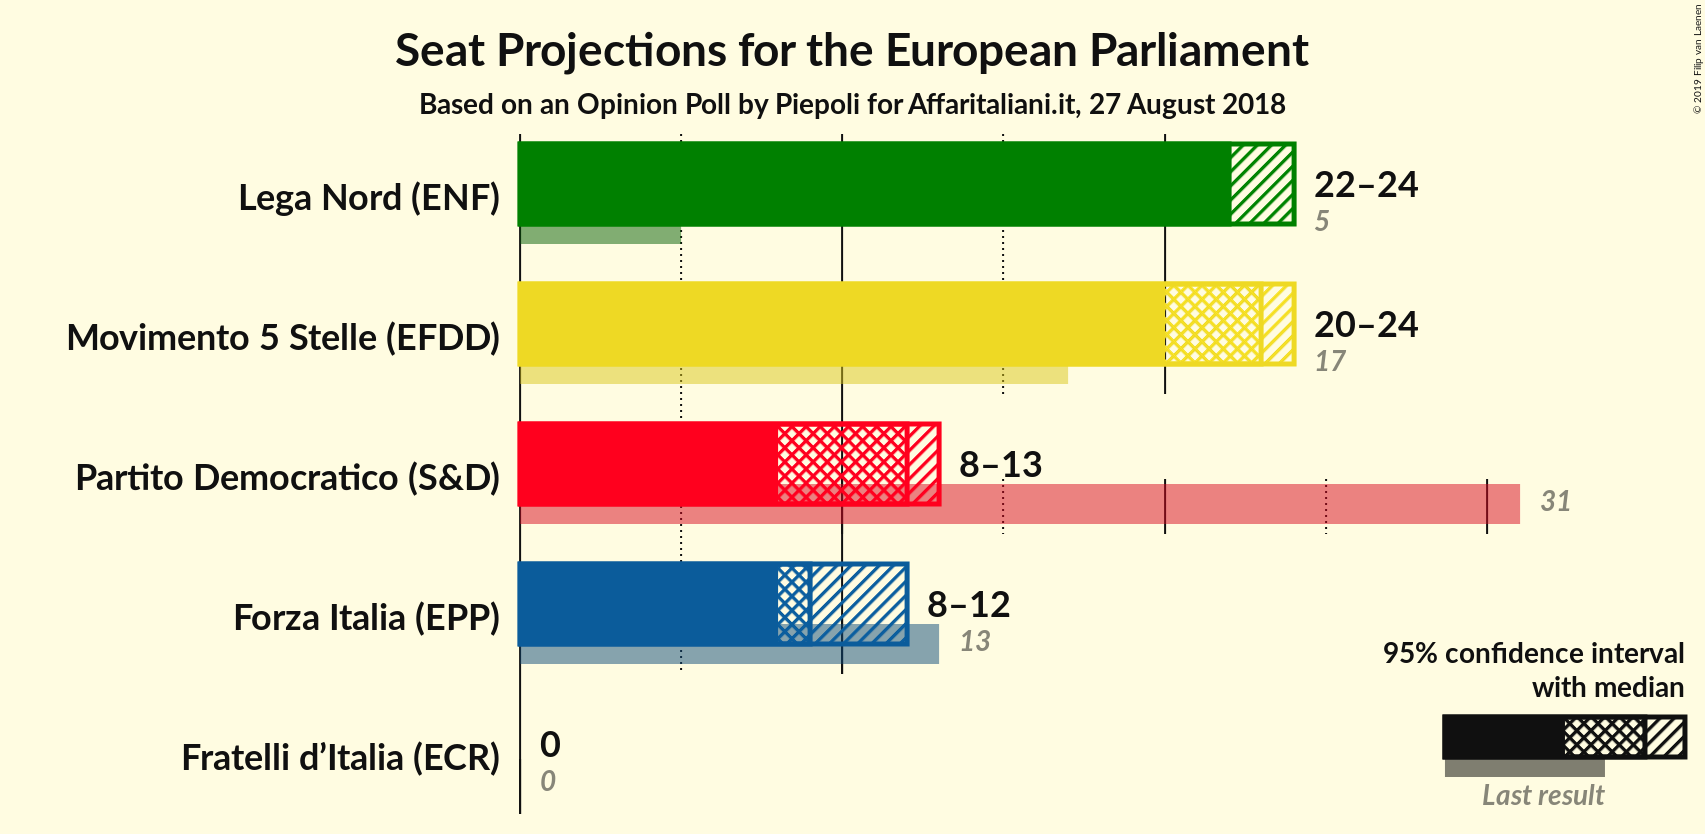 Seat Projections for the European Parliament
Based on an Opinion Poll by Piepoli for Affaritaliani.it, 27 August 2018
© 2019 Filip van Laenen
Lega Nord (ENF)
22–24
5
Movimento 5 Stelle (EFDD)
20–24
17
Partito Democratico (S&D)
8–13
31
Forza Italia (EPP)
8–12
13
Fratelli d’Italia (ECR)
0
0
95% confidence interval
with median
Last result